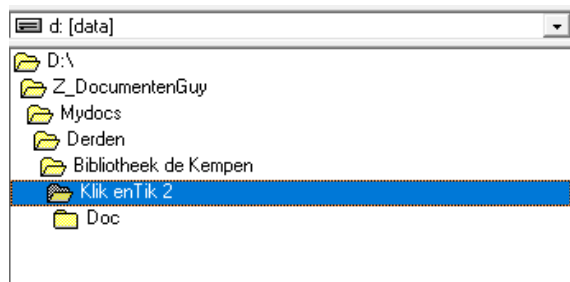 d: [data]
D:\
Z_DocumentenGuy
Mydocs
Derden
Bibliotheek de Kempen
Klik enTik 2
Doc